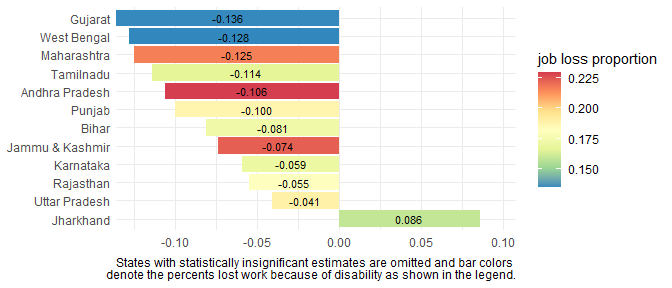 Gujarat
-0.136
West Bengal
-0.128
Maharashtra
-0.125
Tamilnadu
-0.114
Andhra Pradesh
-0.106
Punjab
-0.100
Bihar
-0.081
Jammu & Kashmir
-0.074
Karnataka
-0.059
Rajasthan
-0.055
Uttar Pradesh
-0.041
Jharkhand
0.086
-0.10 -0.05 0.00 0.05 0.10
States with statistically insignificant estimates are omitted and bar colors
denote the percents lost work because of disability as shown in the legend.
job loss proportion
0.225
0.200
0.175
0.150